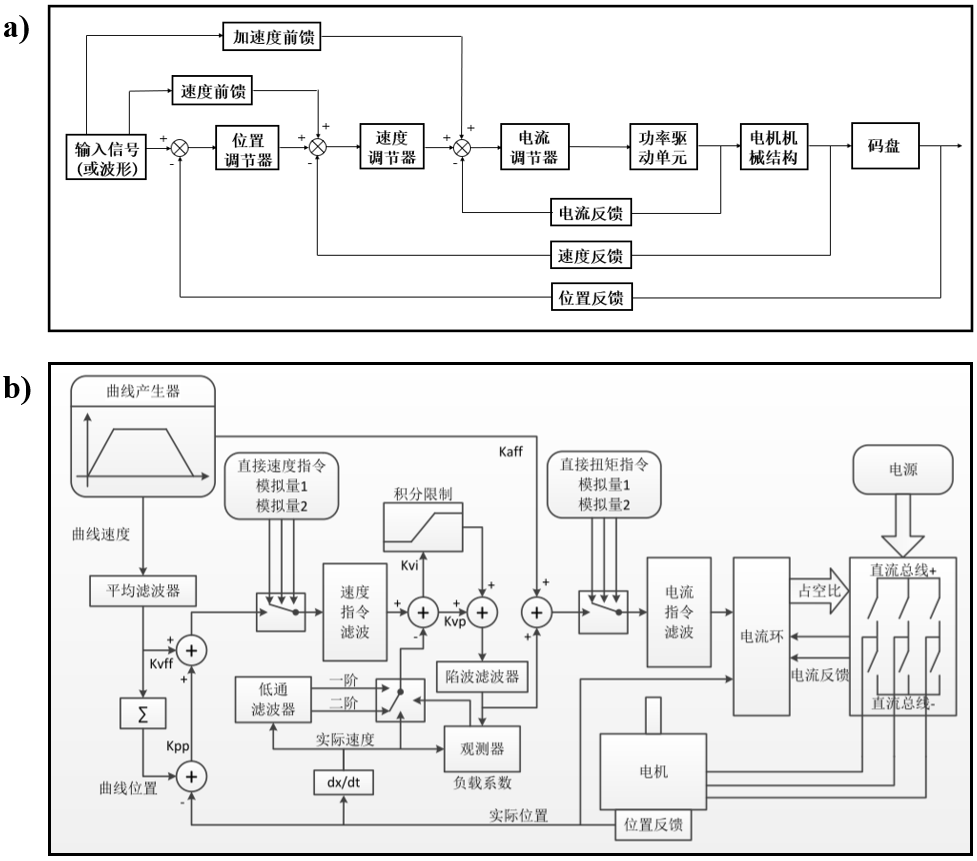 a)
加速度前馈
速度前馈
输入信号
(或波形)
+
-
位置
调节器
+
+
-
速度
调节器
+
+
-
电流
调节器
功率驱
动单元
电机机
械结构
码盘
电流反馈
速度反馈
位置反馈
b)
曲线产生器
曲线速度
平均滤波器
+
Kvff
+
+
Σ
Kpp
曲线位置
+
-
直接速度指令
模拟量1
模拟量2
速度
指令
滤波
积分限制
Kvi
+
+
-
+
Kvp
+
+
陷波滤波器
低通
滤波器
一阶
二阶
实际速度
观测器
负载系数
dx/dt
实际位置
Kaff
+
+
+
直接扭矩指令
模拟量1
模拟量2
电流
指令
滤波
电流环
占空比
电流反馈
电源
直流总线+
直流总线-
电机
位置反馈